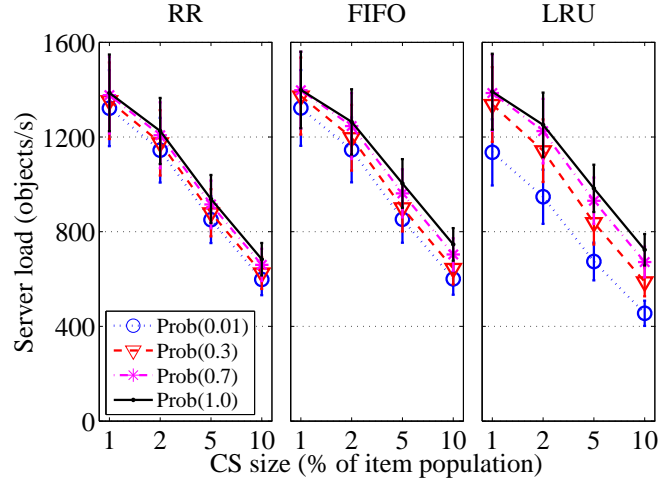 RR FIFO LRU
Server load (objects/s)
1600
1200
800
400
0
Prob(0.01)
Prob(0.3)
Prob(0.7)
Prob(1.0)
1 2 5 10 1 2 5 10 1 2 5 10
CS size (% of item population)